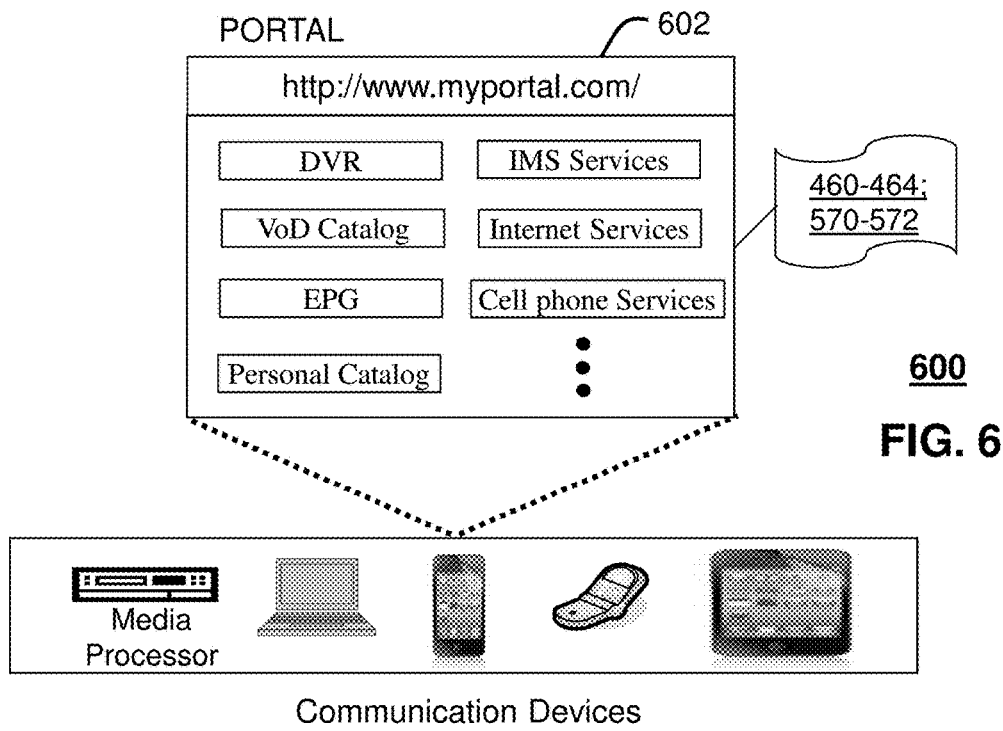 PORTAL
602
http://www.myportal.com/
DVR
IMS Services
VoD Catalog
Internet Services
EPG
Cell phone Services
Personal Catalog
460-464;
570-572
600
FIG. 6
Media
Processor
Communication Devices